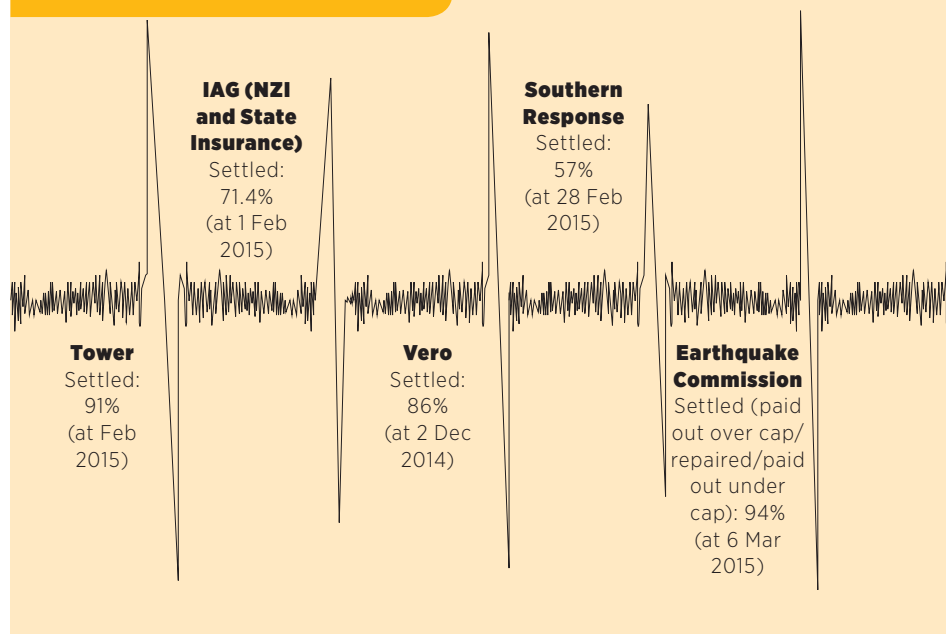 Tower
Settled:
91%
(at Feb
2015)
IAG (NZI
and State
Insurance)
Settled:
71.4%
(at 1 Feb
2015)
Vero
Settled:
86%
(at 2 Dec
2014)
Southern
Response
Settled:
57%
(at 28 Feb
2015)
Earthquake
Commission
Settled (paid
out over cap/
repaired/paid
out under
cap): 94%
(at 6 Mar
2015)